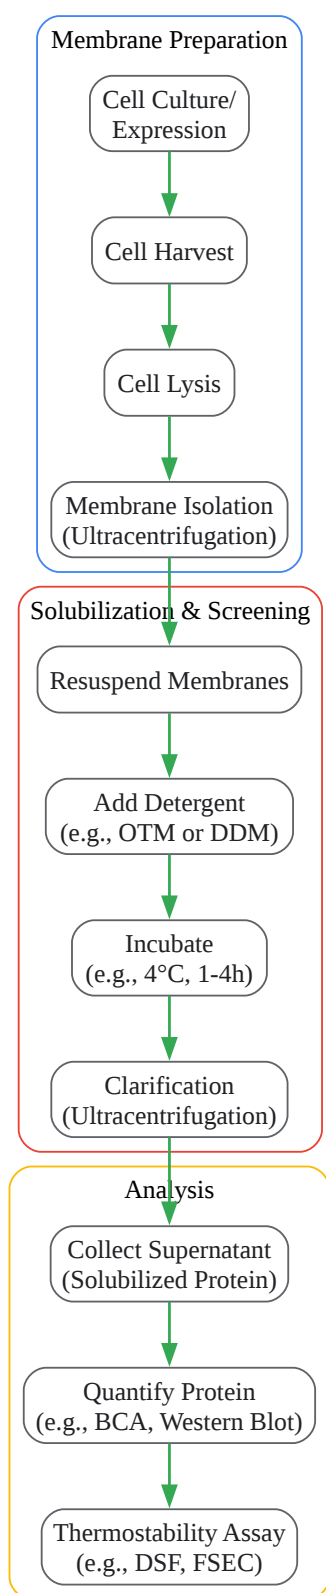 Membrane Preparation
Cell Culture/
Expression
Cell Harvest
Cell Lysis
Membrane Isolation
(Ultracentrifugation)
Solubilization & Screening
Resuspend Membranes
Add Detergent
(e.g., OTM or DDM)
Incubate
(e.g., 4°C, 1-4h)
Clarification
(Ultracentrifugation)
Analysis
Collect Supernatant
(Solubilized Protein)
Quantify Protein
(e.g., BCA, Western Blot)
Thermostability Assay
(e.g., DSF, FSEC)